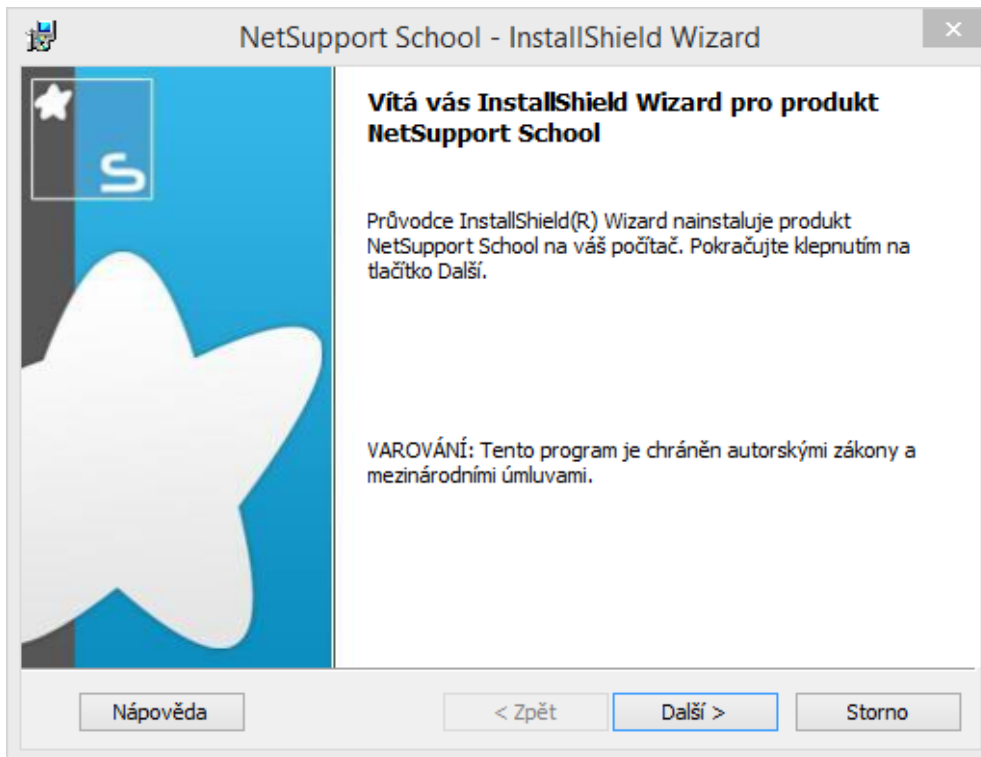 NetSupport School - InstallShield Wizard
S
Vítá vás InstallShield Wizard pro produkt
NetSupport School
Průvodce InstallShield(R) Wizard nainstaluje produkt
NetSupport School na váš počítač. Pokračujte klepnutím na
tlačítko Další.
VAROVÁNÍ: Tento program je chráněn autorskými zákony a
mezinárodními úmluvami.
Nápověda
< Zpět
Další >
Storno